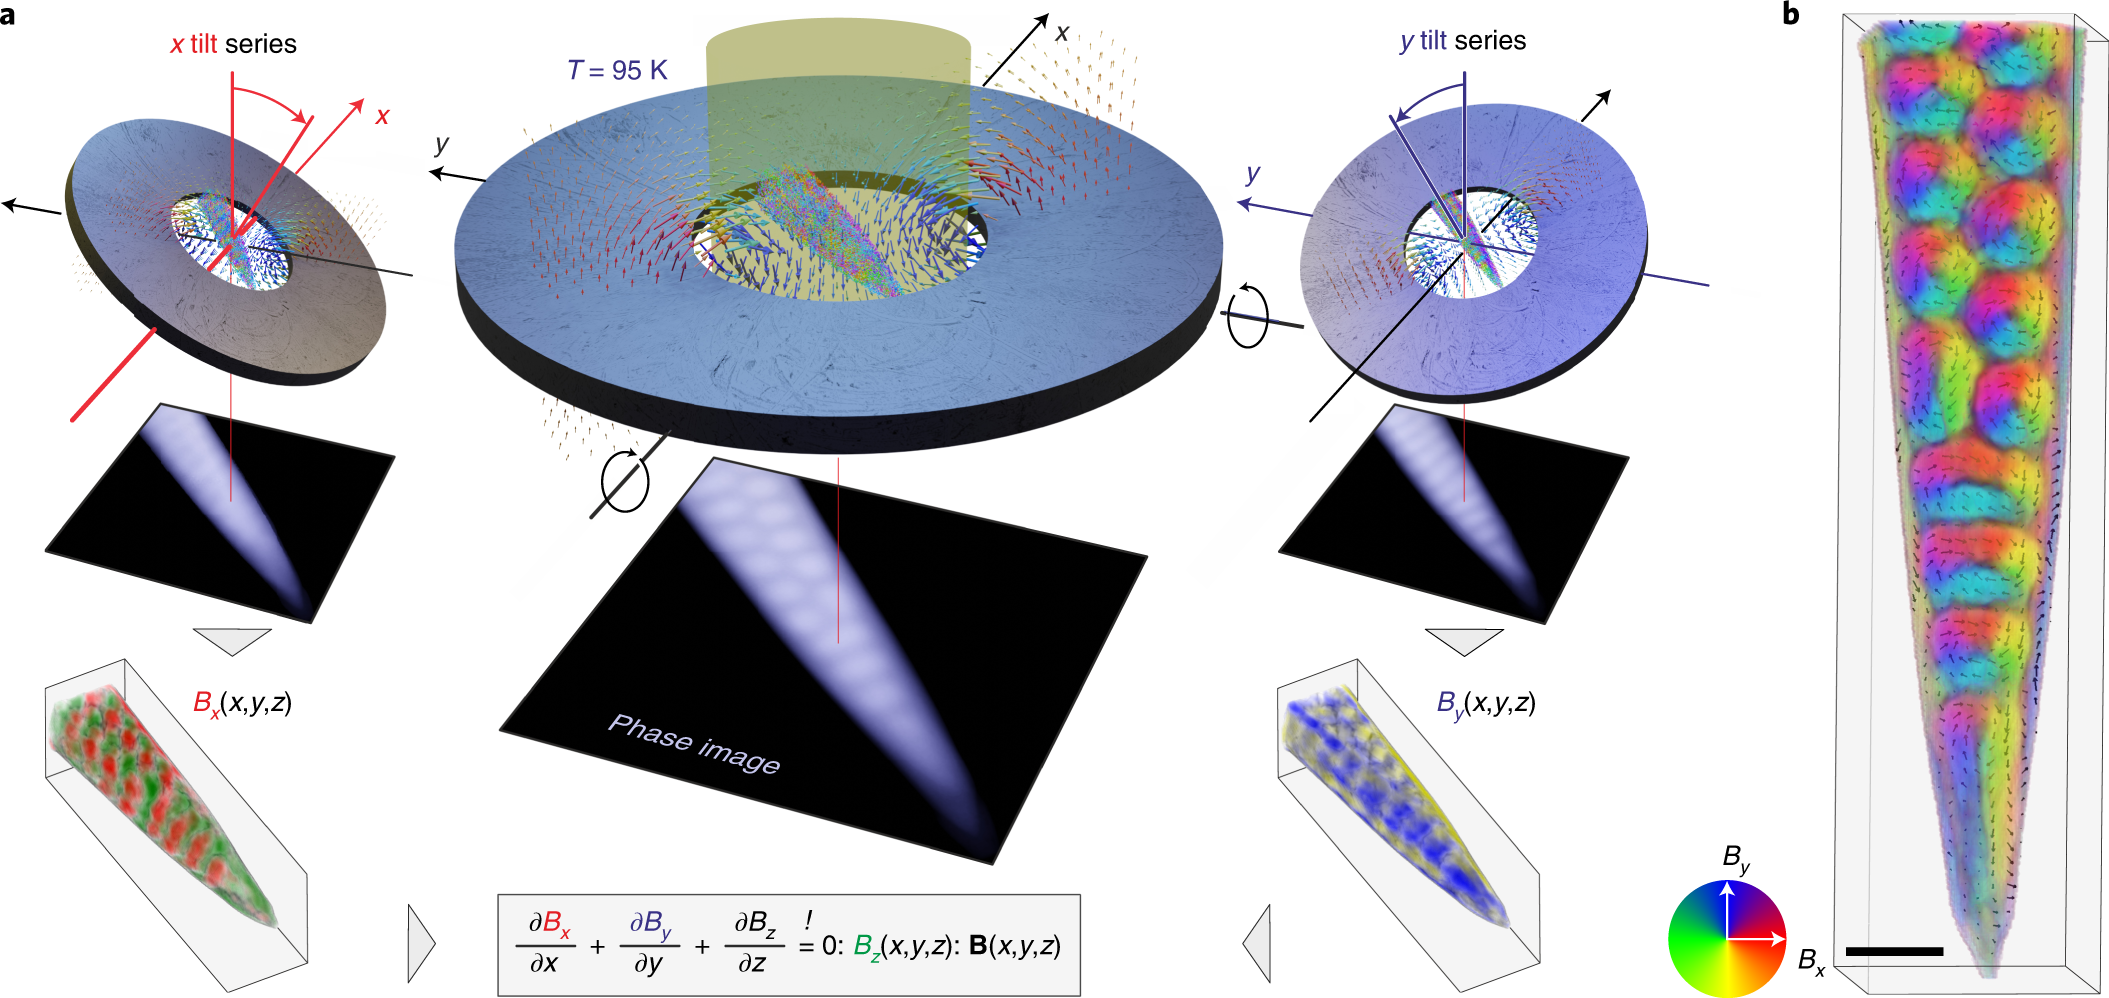 a
x tilt series
x
T = 95 K
x
y
y tilt series
y
b
Bx(x,y,z)
Phase image
By(x,y,z)
∂Bx/∂x + ∂By/∂y + ∂Bz/∂z =! 0: Bz(x,y,z): B(x,y,z)
By
Bx